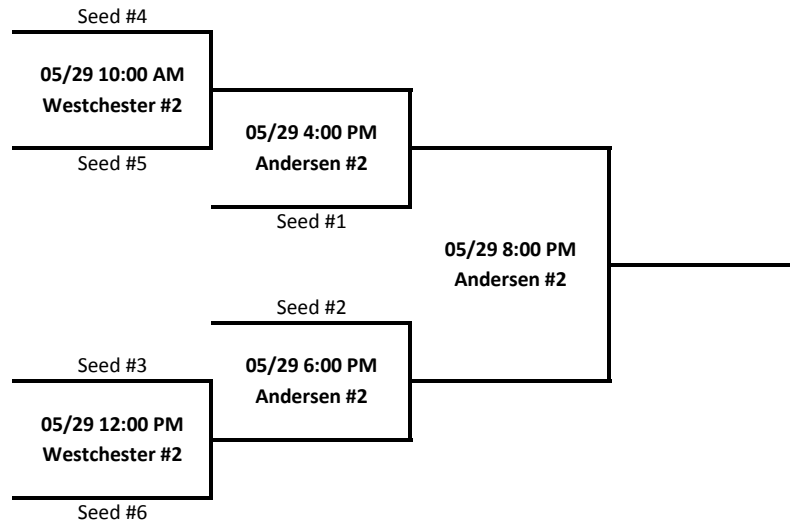 Seed #4
05/29 10:00 AM
Westchester #2
Seed #5
05/29 4:00 PM
Andersen #2
Seed #1
05/29 8:00 PM
Andersen #2
Seed #2
05/29 6:00 PM
Andersen #2
Seed #3
05/29 12:00 PM
Westchester #2
Seed #6